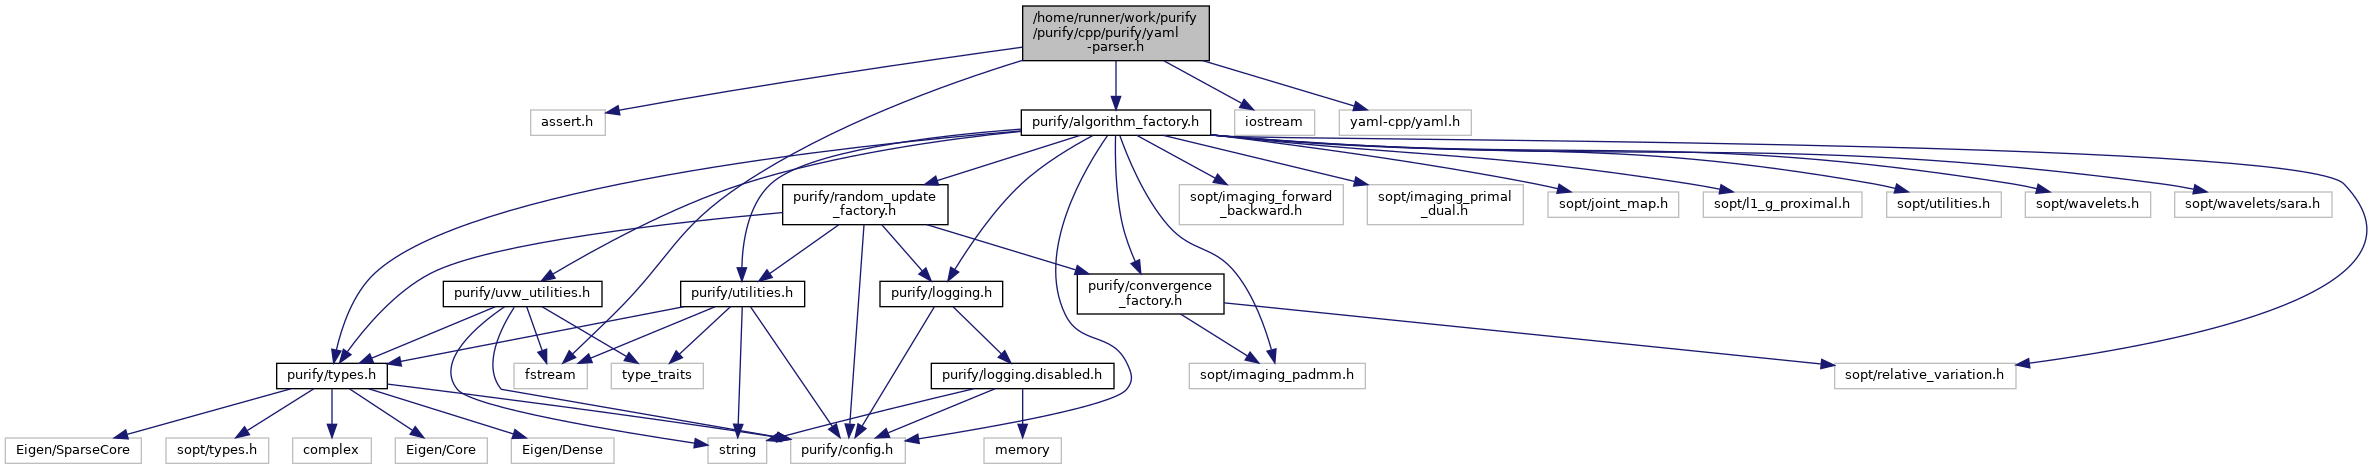 /home/runner/work/purify
/purify/cpp/purify/yaml
-parser.h
assert.h
purify/algorithm_factory.h
iostream
yaml-cpp/yaml.h
purify/random_update
_factory.h
sopt/imaging_forward
_backward.h
sopt/imaging_primal
_dual.h
sopt/joint_map.h
sopt/l1_g_proximal.h
sopt/utilities.h
sopt/wavelets.h
sopt/wavelets/sara.h
purify/uvw_utilities.h
purify/utilities.h
purify/logging.h
purify/convergence
_factory.h
purify/types.h
fstream
type_traits
purify/logging.disabled.h
sopt/imaging_padmm.h
sopt/relative_variation.h
Eigen/SparseCore
sopt/types.h
complex
Eigen/Core
Eigen/Dense
string
purify/config.h
memory